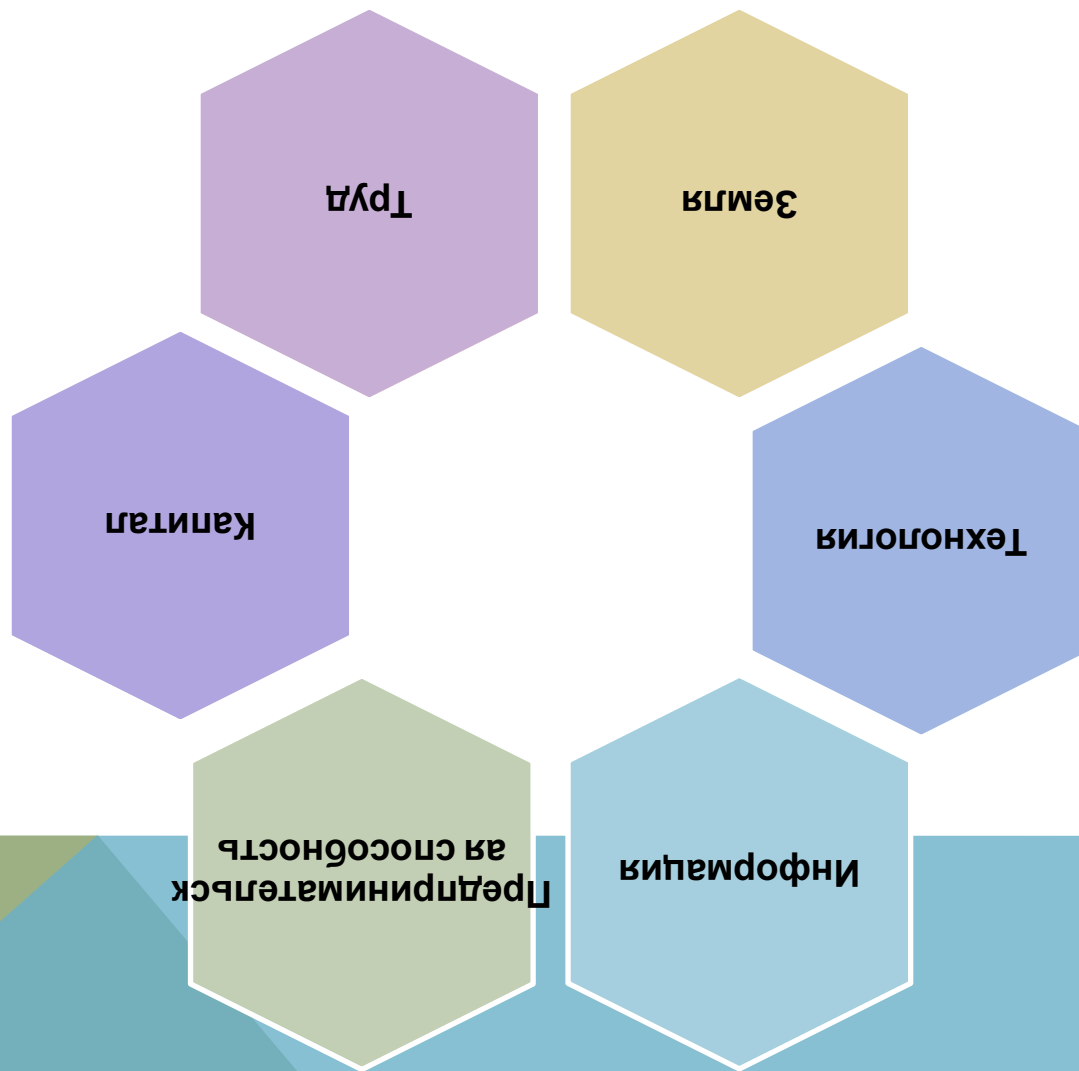 Информация
Предпринимательск
ая способность
Технология
Капитал
Земля
Труд